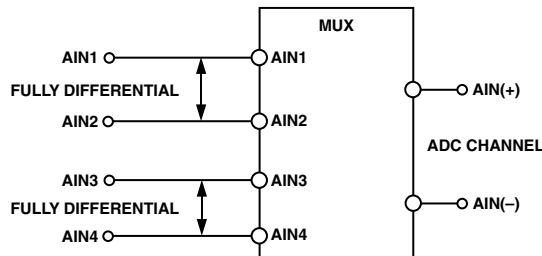 MUX
AIN1 AIN1
FULLY DIFFERENTIAL
AIN2 AIN2
AIN(+)
ADC CHANNEL
AIN3 AIN3
FULLY DIFFERENTIAL
AIN(–)
AIN4 AIN4